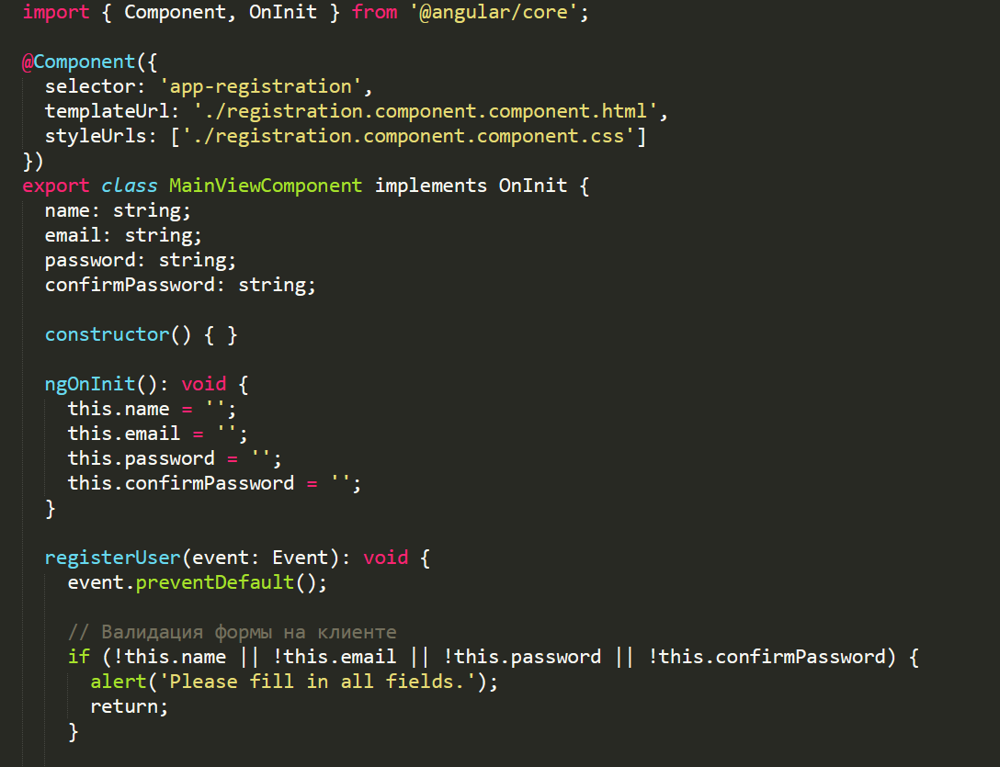 import { Component, OnInit } from '@angular/core';
@Component({
selector: 'app-registration',
templateUrl: './registration.component.component.html',
styleUrls: ['./registration.component.component.css']
})
export class MainViewComponent implements OnInit {
name: string;
email: string;
password: string;
confirmPassword: string;
constructor() { }
ngOnInit(): void {
this.name = '';
this.email = '';
this.password = '';
this.confirmPassword = '';
}
registerUser(event: Event): void {
event.preventDefault();
// Валидация формы на клиенте
if (!this.name || !this.email || !this.password || !this.confirmPassword) {
alert('Please fill in all fields.');
return;
}